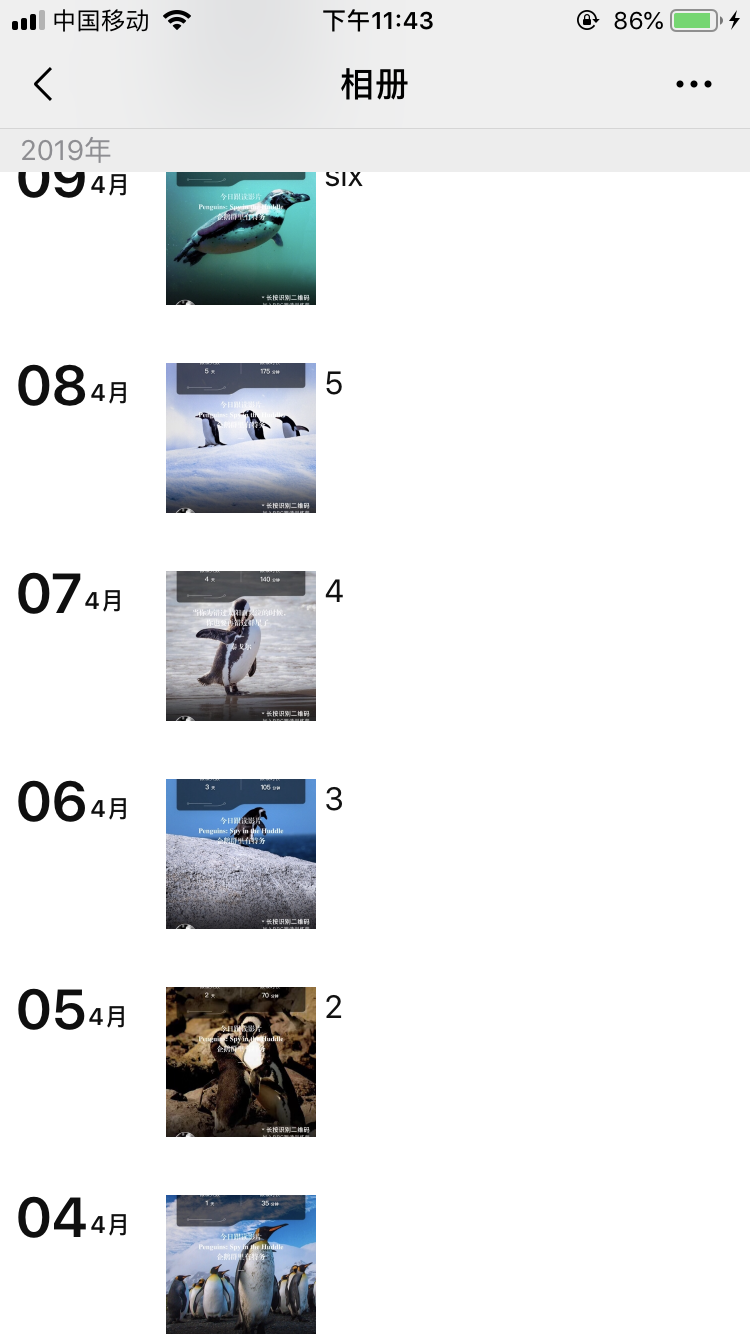 中国移动
下午11:43
86%
相册
2019年
09 4月
six
今日跟读影片
Penguins: Spy in the Huddle
企鹅群里有特务
* 长按识别二维码
08 4月
5
5 天
175 分钟
今日跟读影片
Penguins: Spy in the Huddle
企鹅群里有特务
* 长按识别二维码
07 4月
4
4 天
140 分钟
* 长按识别二维码
06 4月
3
3 天
105 分钟
今日跟读影片
Penguins: Spy in the Huddle
企鹅群里有特务
* 长按识别二维码
05 4月
2
2 天
70 分钟
今日跟读影片
Penguins: Spy in the Huddle
企鹅群里有特务
* 长按识别二维码
04 4月
1 天
35 分钟
今日跟读影片
Penguins: Spy in the Huddle
企鹅群里有特务